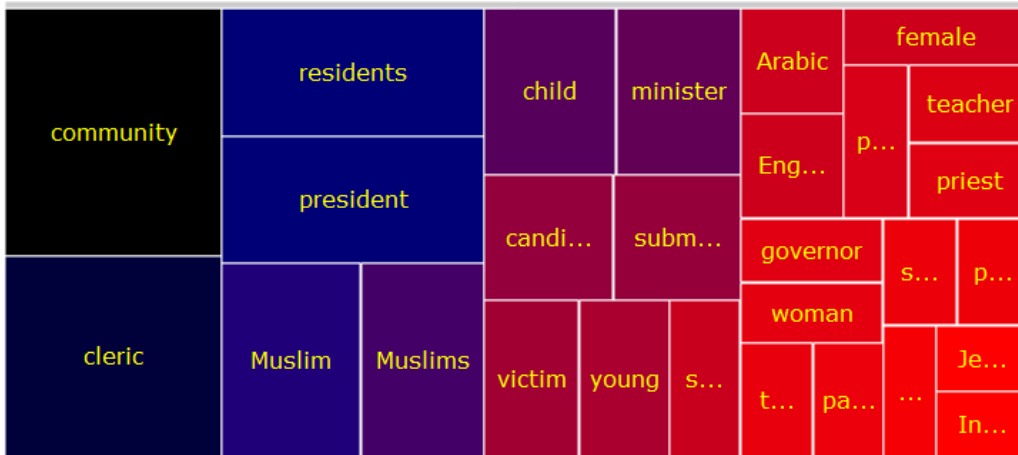 community
cleric
residents
president
Muslim
Muslims
child
minister
candi...
subm...
victim
young
s...
Arabic
female
Eng...
p...
teacher
priest
governor
woman
s...
p...
t...
pa...
...
Je...
In...